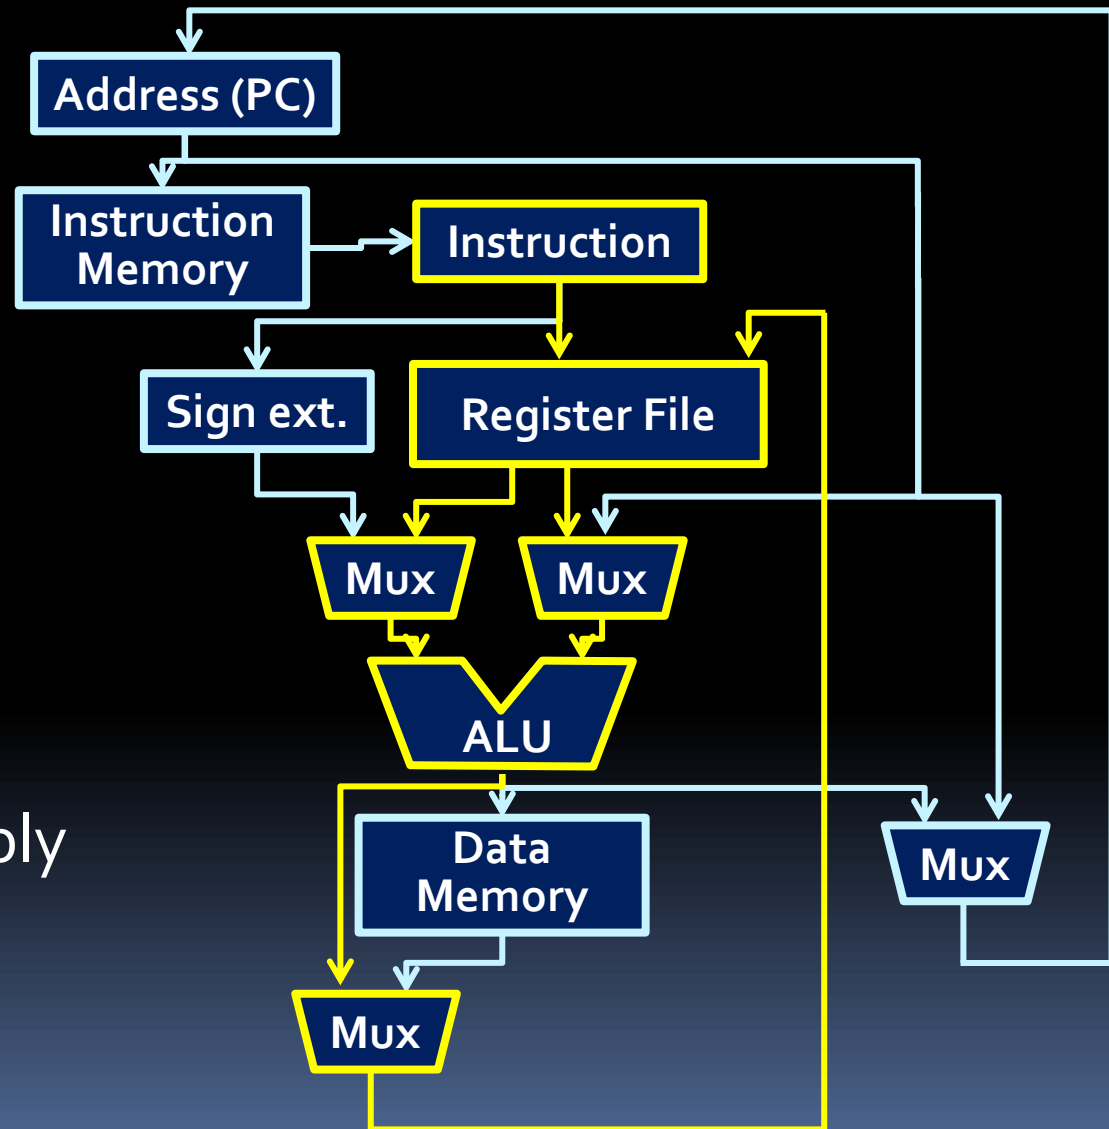 Address (PC)
Instruction
Memory
Instruction
Sign ext.
Register File
Mux
Mux
ALU
Data
Memory
Mux
Mux